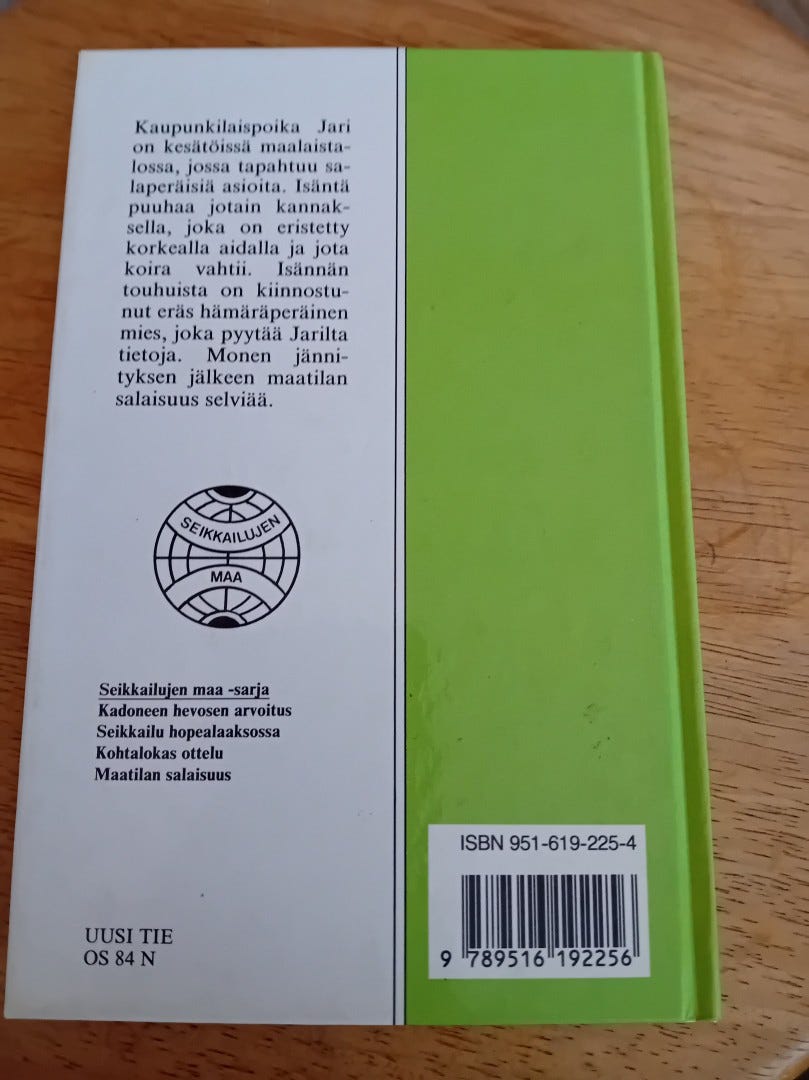 Kaupunkilaispoika Jari
on kesätöissä maalaista-
lossa, jossa tapahtuu sa-
laperäisiä asioita. Isäntä
puuhaa jotain kannak-
sella, joka on eristetty
korkealla aidalla ja jota
koira vahtii. Isännän
touhuista on kiinnostu-
nut eräs hämäräperäinen
mies, joka pyytää Jarilta
tietoja. Monen jänni-
tyksen jälkeen maatilan
salaisuus selviää.
SEIKKAILUJEN
MAA
Seikkailujen maa -sarja
Kadoneen hevosen arvoitus
Seikkailu hopealaaksossa
Kohtalokas ottelu
Maatilan salaisuus
UUSI TIE
OS 84 N
ISBN 951-619-225-4
9 789516 192256